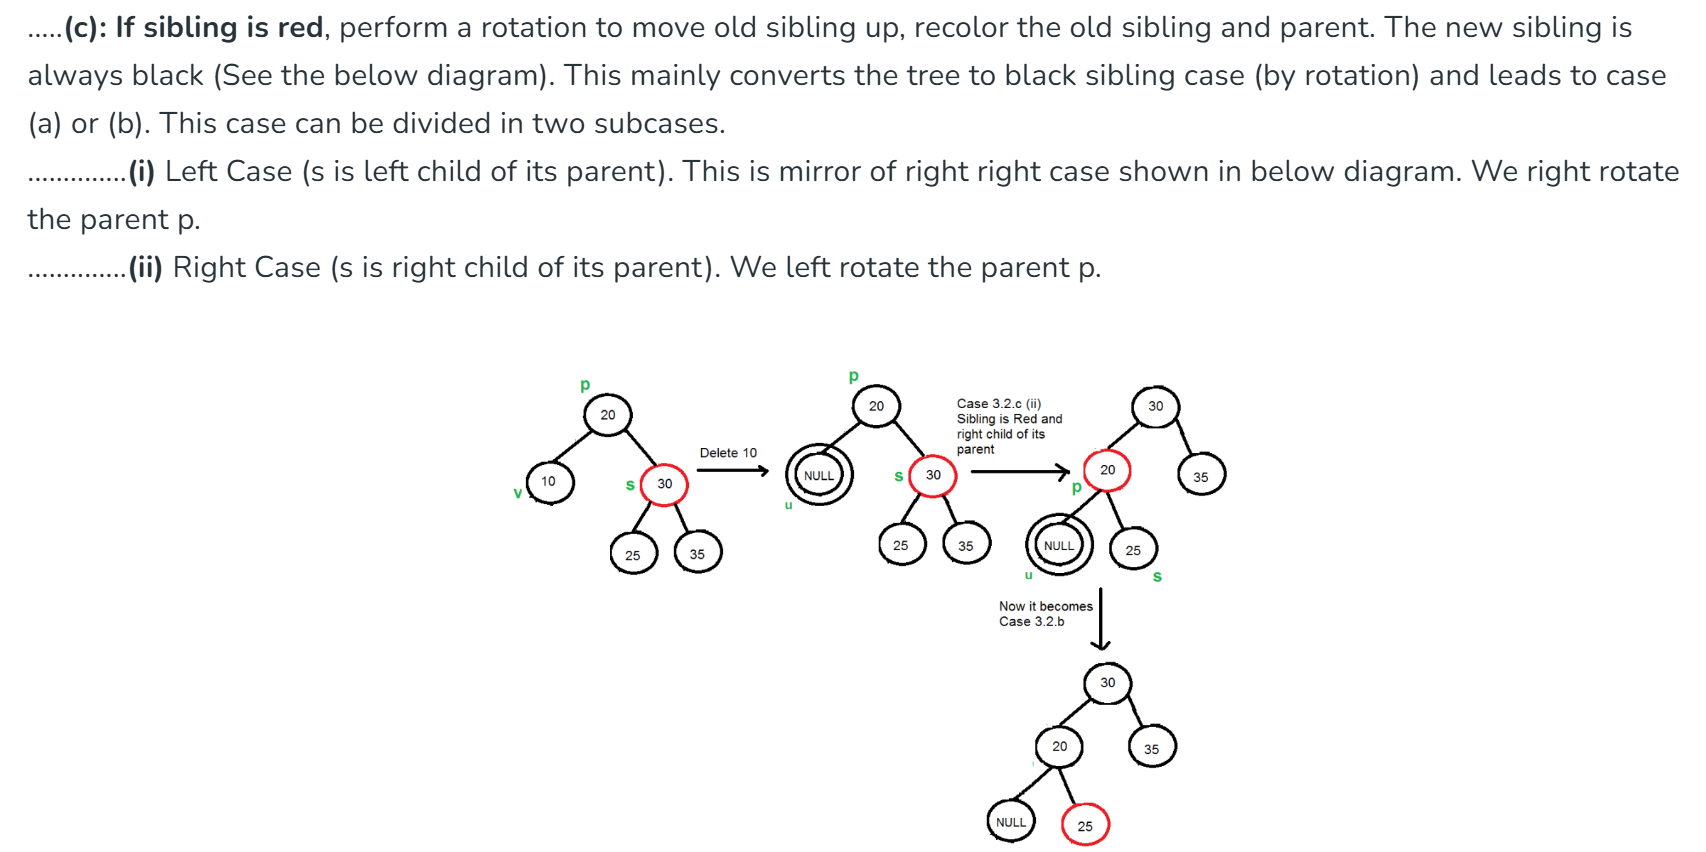 .....(c): If sibling is red, perform a rotation to move old sibling up, recolor the old sibling and parent. The new sibling is
always black (See the below diagram). This mainly converts the tree to black sibling case (by rotation) and leads to case
(a) or (b). This case can be divided in two subcases.
..............(i) Left Case (s is left child of its parent). This is mirror of right right case shown in below diagram. We right rotate
the parent p.
..............(ii) Right Case (s is right child of its parent). We left rotate the parent p.
p
20
10
v
s
30
25
35
Delete 10
p
20
NULL
u
s
30
25
35
Case 3.2.c (ii)
Sibling is Red and
right child of its
parent
30
20
p
35
NULL
u
25
s
Now it becomes
Case 3.2.b
30
20
35
NULL
25